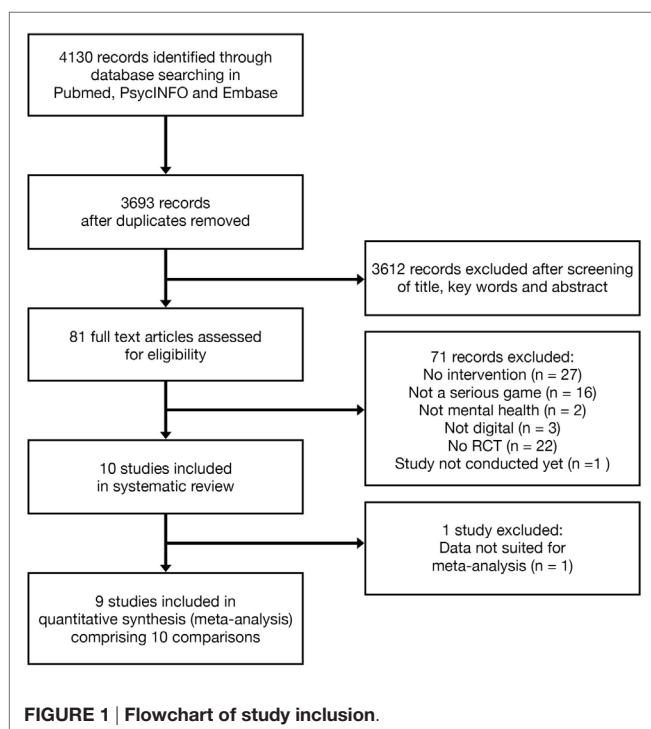 4130 records identified through
database searching in
Pubmed, PsycINFO and Embase
3693 records
after duplicates removed
3612 records excluded after screening
of title, key words and abstract
81 full text articles assessed
for eligibility
71 records excluded:
No intervention (n = 27)
Not a serious game (n = 16)
Not mental health (n = 2)
Not digital (n = 3)
No RCT (n = 22)
Study not conducted yet (n =1 )
10 studies included
in systematic review
1 study excluded:
Data not suited for
meta-analysis (n = 1)
9 studies included in
quantitative synthesis (meta-analysis)
comprising 10 comparisons
FIGURE 1 | Flowchart of study inclusion.